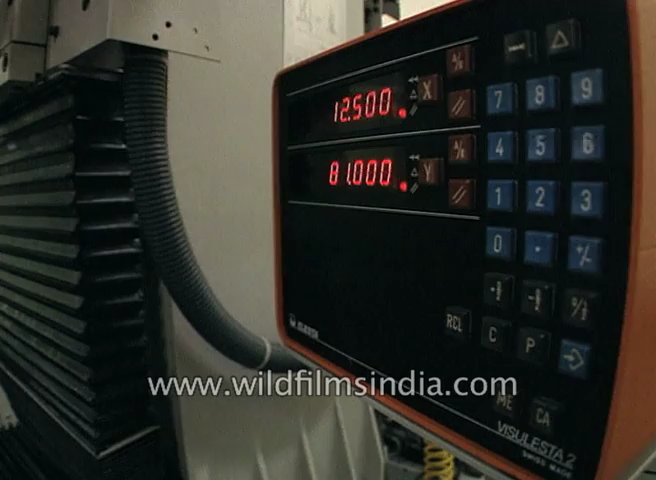 12.500 X
81.000 Y
7 8 9
4 5 6
1 2 3
0 . +/-
RCL C P
ME CA
www.wildfilmsindia.com
VISULESTA 2
SWISS MADE